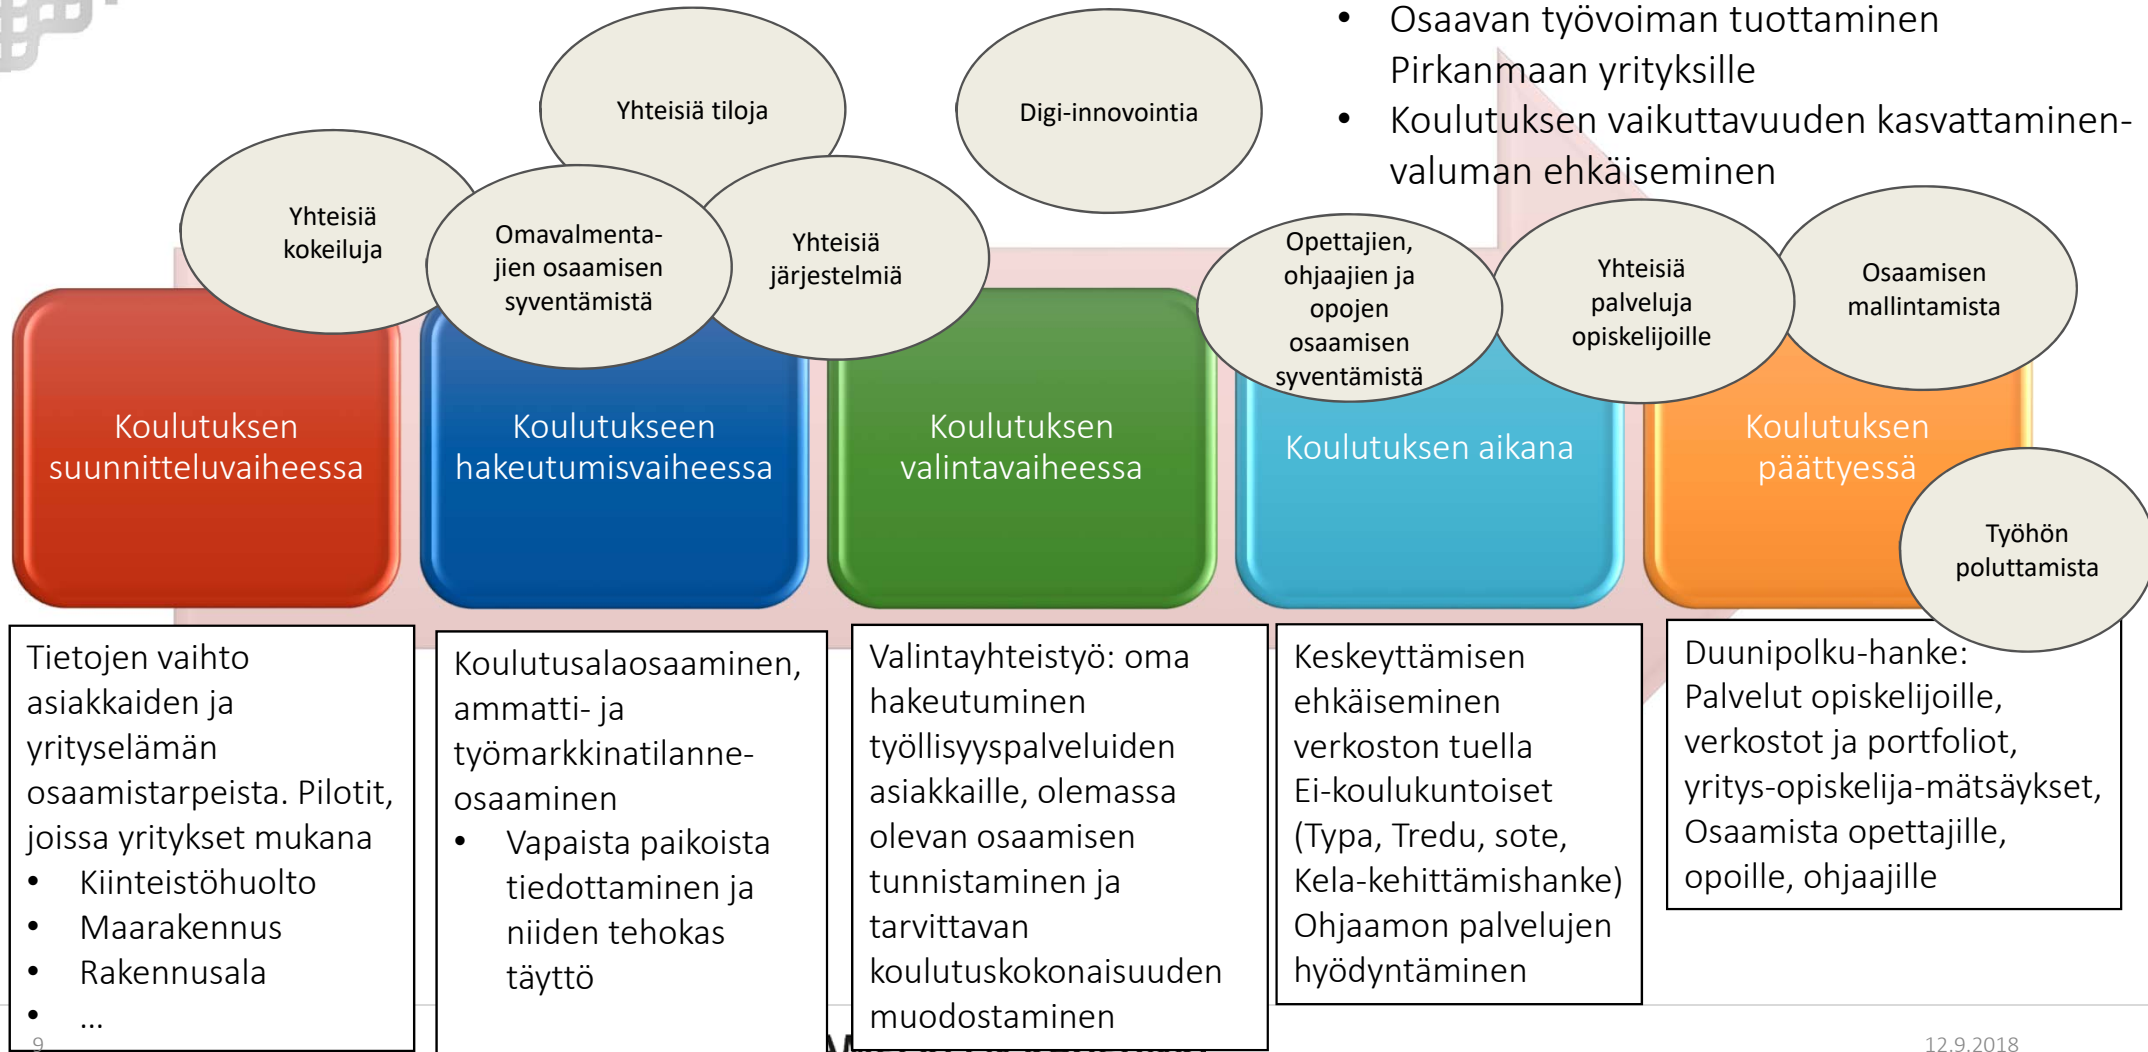 • Osaavan työvoiman tuottaminen
Pirkanmaan yrityksille
• Koulutuksen vaikuttavuuden kasvattaminen-
valuman ehkäiseminen
Yhteisiä tiloja
Digi-innovointia
Yhteisiä
kokeiluja
Omavalmenta-
jien osaamisen
syventämistä
Yhteisiä
järjestelmiä
Opettajien,
ohjaajien ja
opojen
osaamisen
syventämistä
Yhteisiä
palveluja
opiskelijoille
Osaamisen
mallintamista
Koulutuksen
suunnitteluvaiheessa
Koulutukseen
hakeutumisvaiheessa
Koulutuksen
valintavaiheessa
Koulutuksen aikana
Koulutuksen
päättyessä
Työhön
poluttamista
Tietojen vaihto
asiakkaiden ja
yrityselämän
osaamistarpeista. Pilotit,
joissa yritykset mukana
• Kiinteistöhuolto
• Maarakennus
• Rakennusala
• ...
Koulutusalaosaaminen,
ammatti- ja
työmarkkinatilanne-
osaaminen
• Vapaista paikoista
tiedottaminen ja
niiden tehokas
täyttö
Valintayhteistyö: oma
hakeutuminen
työllisyyspalveluiden
asiakkaille, olemassa
olevan osaamisen
tunnistaminen ja
tarvittavan
koulutuskokonaisuuden
muodostaminen
Keskeyttämisen
ehkäiseminen
verkoston tuella
Ei-koulukuntoiset
(Typa, Tredu, sote,
Kela-kehittämishanke)
Ohjaamon palvelujen
hyödyntäminen
Duunipolku-hanke:
Palvelut opiskelijoille,
verkostot ja portfoliot,
yritys-opiskelija-mätsäykset,
Osaamista opettajille,
opoille, ohjaajille
9
12.9.2018